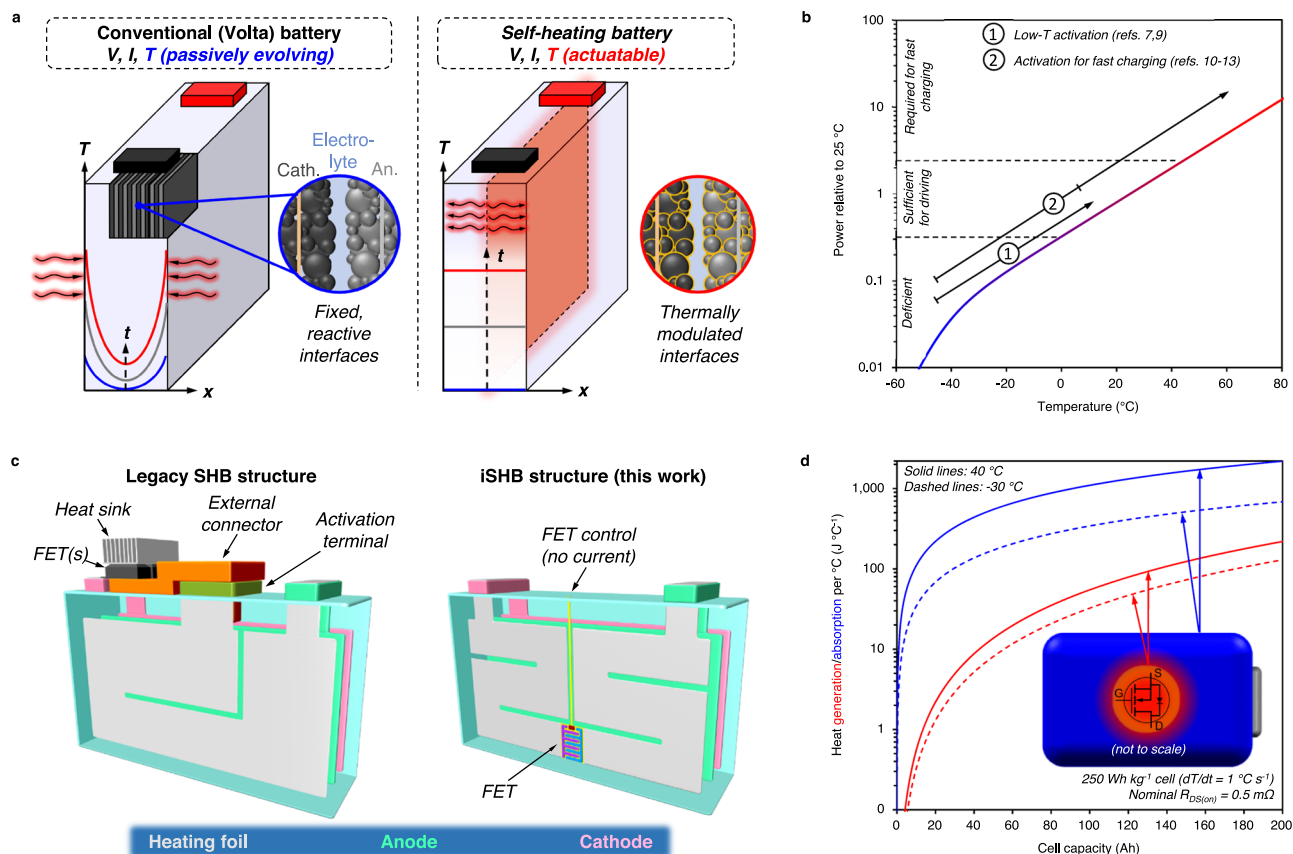 a
Conventional (Volta) battery
V, I, T (passively evolving)
Self-heating battery
V, I, T (actuatable)
T
Cath.
Electro-
lyte
An.
t
x
Fixed,
reactive
interfaces
T
t
x
Thermally
modulated
interfaces
b
1 Low-T activation (refs. 7,9)
2 Activation for fast charging (refs. 10-13)
Power relative to 25 °C
100
10
1
0.1
0.01
Required for fast
charging
Sufficient
for driving
Deficient
2
1
-60
-40
-20
0
20
40
60
80
Temperature (°C)
c
Legacy SHB structure
Heat sink
FET(s)
External
connector
Activation
terminal
iSHB structure (this work)
FET control
(no current)
FET
Heating foil
Anode
Cathode
d
Solid lines: 40 °C
Dashed lines: -30 °C
Heat generation/absorption per °C (J °C⁻¹)
1,000
100
10
1
0
G
S
D
(not to scale)
250 Wh kg⁻¹ cell (dT/dt = 1 °C s⁻¹)
Nominal R_DS(on) = 0.5 mΩ
0
20
40
60
80
100
120
140
160
180
200
Cell capacity (Ah)